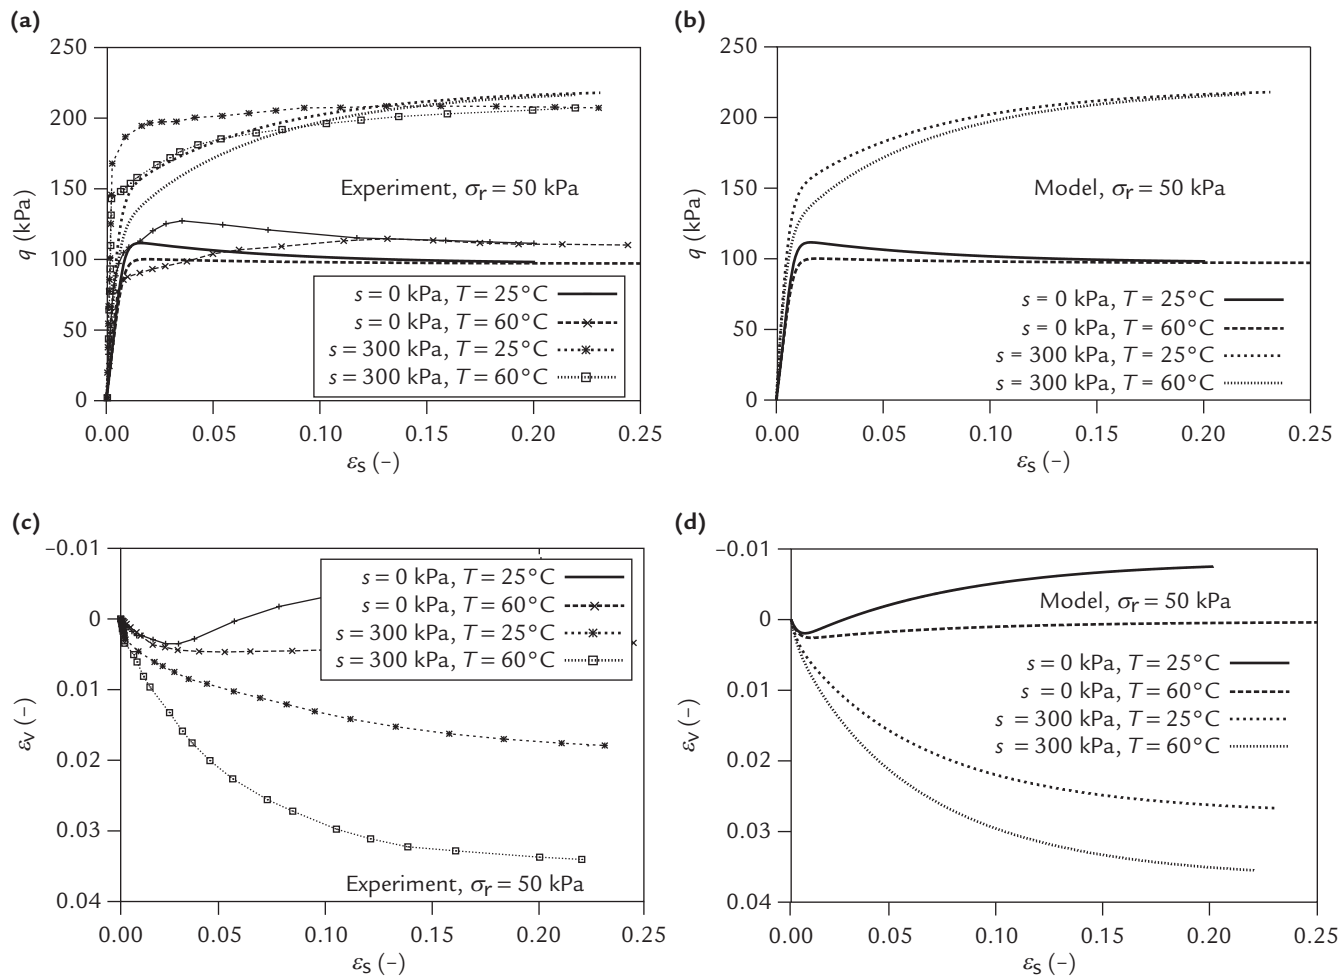 (a)
250
200
150
100
50
0
q (kPa)
Experiment, σr = 50 kPa
s = 0 kPa, T = 25°C
s = 0 kPa, T = 60°C
s = 300 kPa, T = 25°C
s = 300 kPa, T = 60°C
0.00 0.05 0.10 0.15 0.20 0.25
εs (–)
(b)
250
200
150
100
50
0
q (kPa)
Model, σr = 50 kPa
s = 0 kPa, T = 25°C
s = 0 kPa, T = 60°C
s = 300 kPa, T = 25°C
s = 300 kPa, T = 60°C
0.00 0.05 0.10 0.15 0.20 0.25
εs (–)
(c)
–0.01
0
0.01
0.02
0.03
0.04
εv (–)
s = 0 kPa, T = 25°C
s = 0 kPa, T = 60°C
s = 300 kPa, T = 25°C
s = 300 kPa, T = 60°C
Experiment, σr = 50 kPa
0.00 0.05 0.10 0.15 0.20 0.25
εs (–)
(d)
–0.01
0
0.01
0.02
0.03
0.04
εv (–)
Model, σr = 50 kPa
s = 0 kPa, T = 25°C
s = 0 kPa, T = 60°C
s = 300 kPa, T = 25°C
s = 300 kPa, T = 60°C
0.00 0.05 0.10 0.15 0.20 0.25
εs (–)